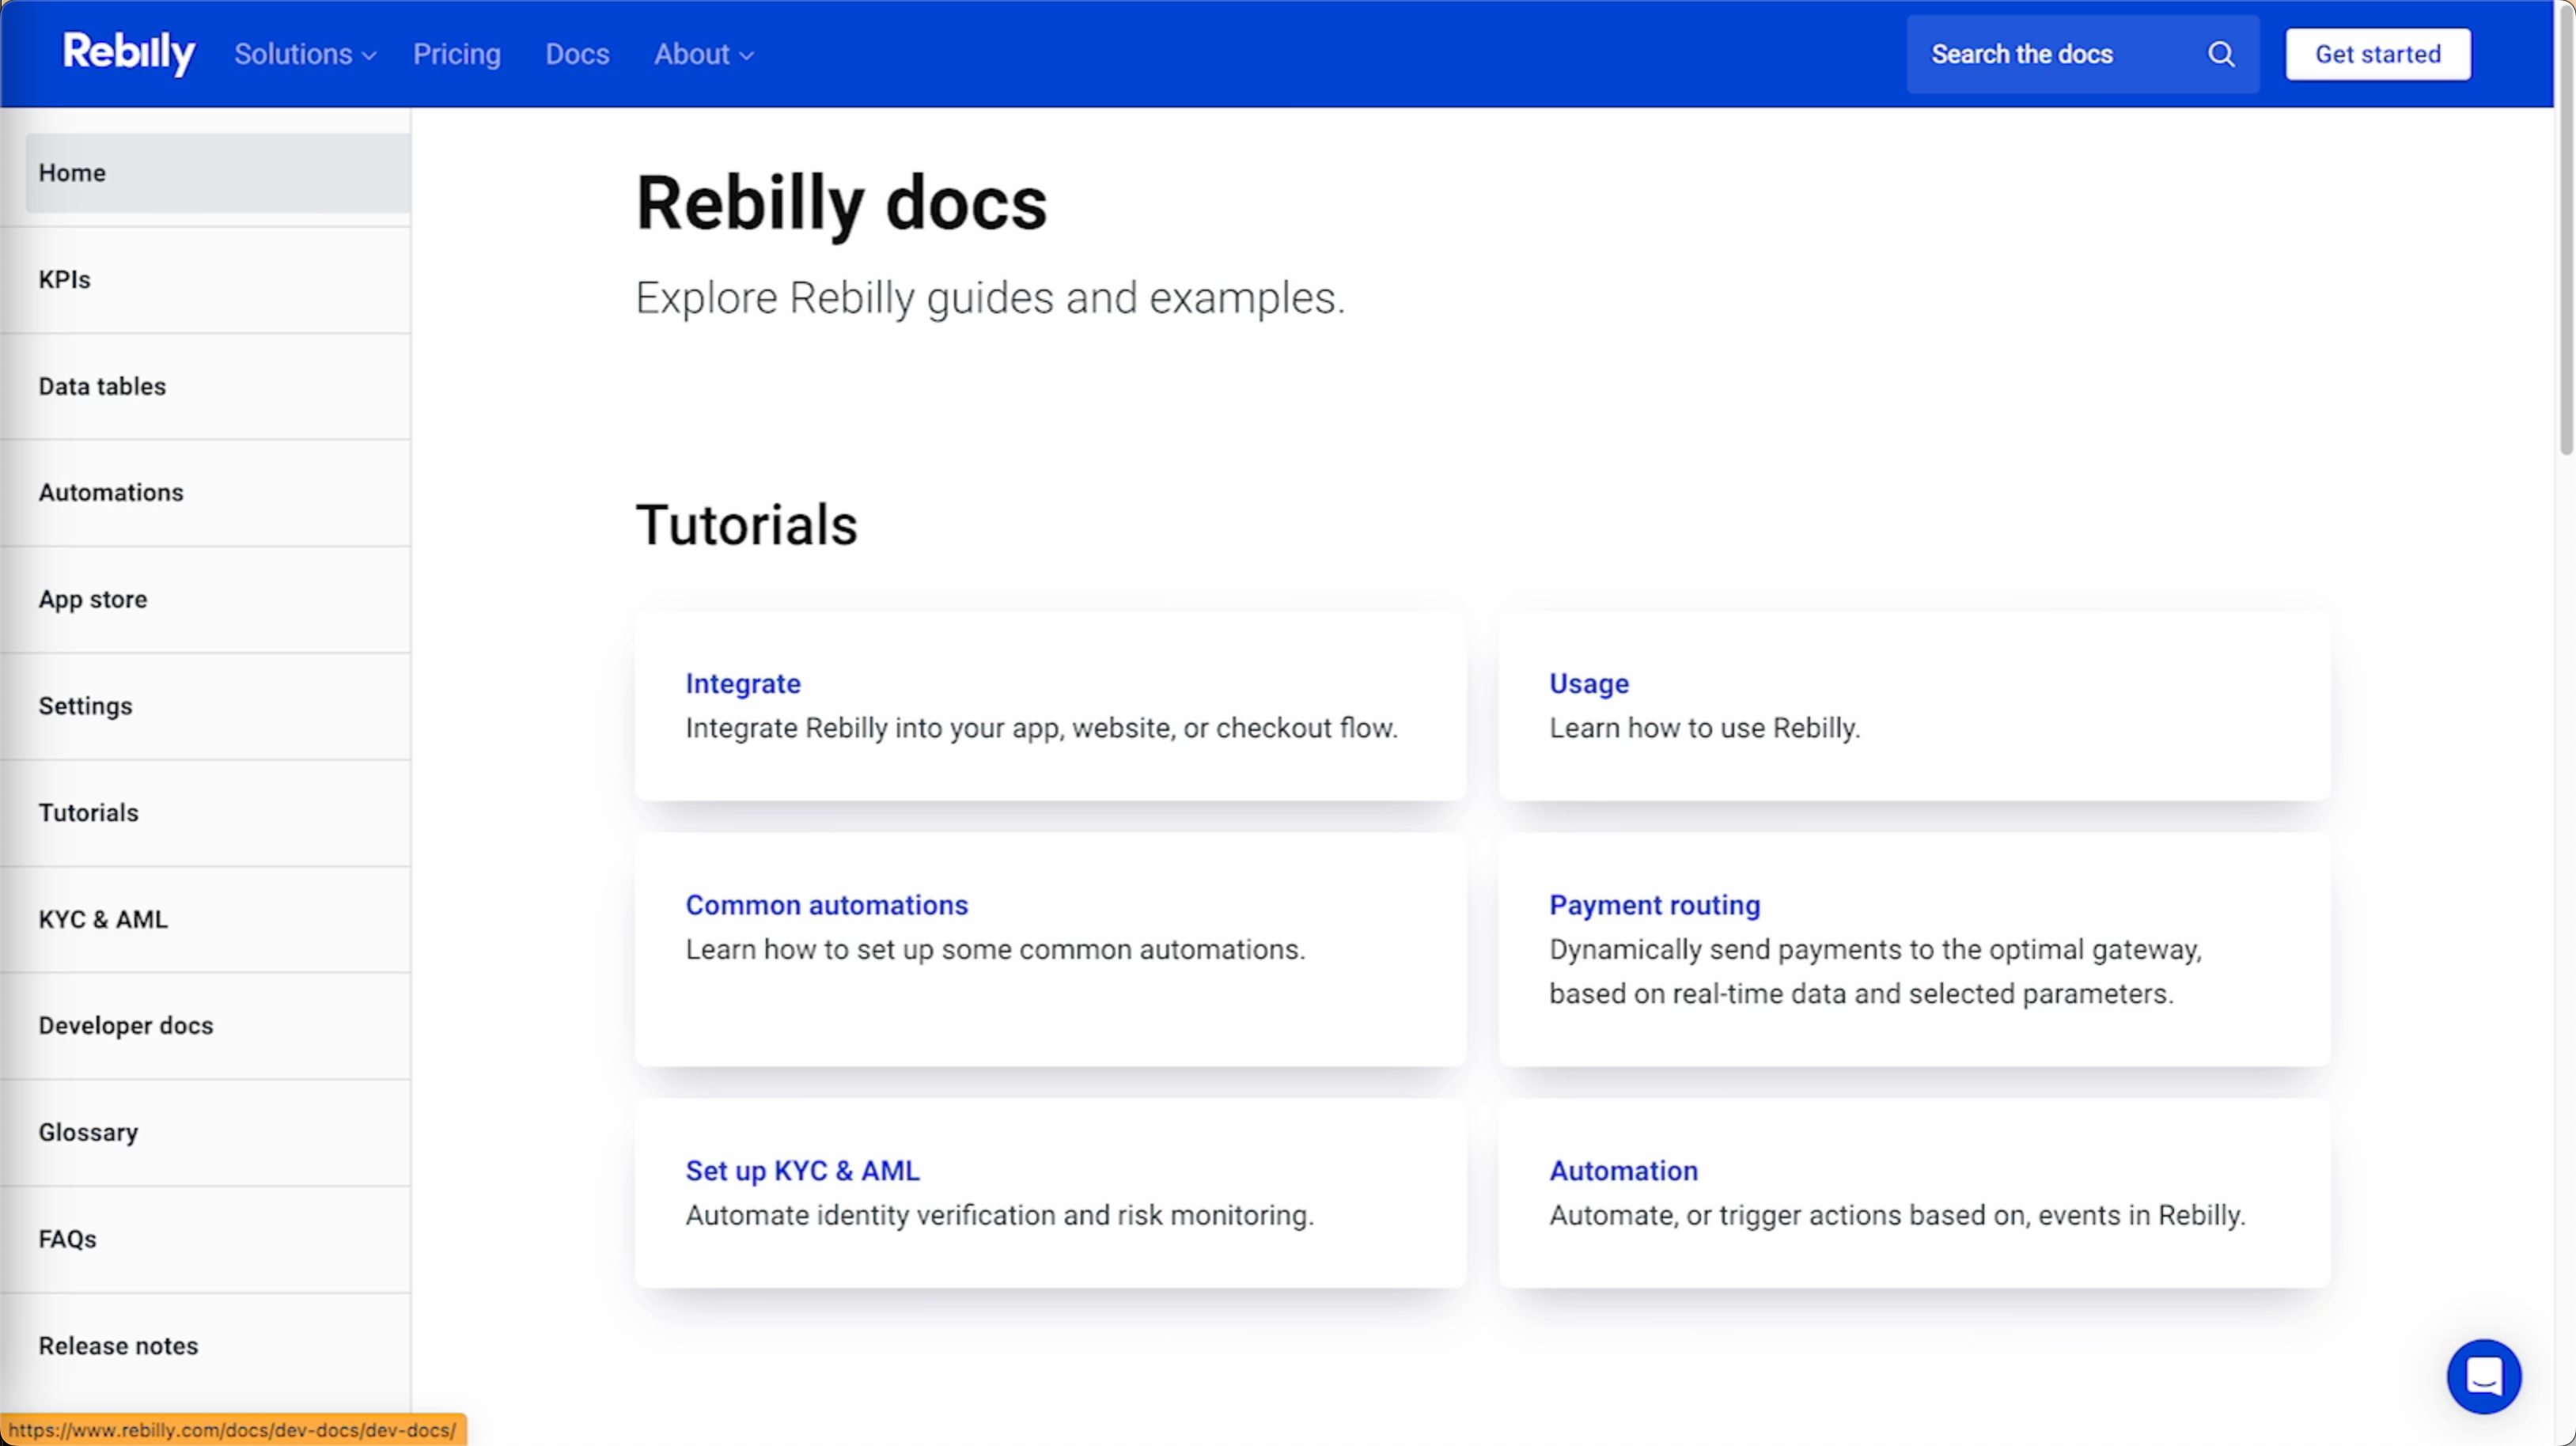 Rebilly
Solutions
Pricing
Docs
About
Search the docs
Get started
Home
KPIs
Data tables
Automations
App store
Settings
Tutorials
KYC & AML
Developer docs
Glossary
FAQs
Release notes
https://www.rebilly.com/docs/dev-docs/dev-docs/
Rebilly docs
Explore Rebilly guides and examples.
Tutorials
Integrate
Integrate Rebilly into your app, website, or checkout flow.
Usage
Learn how to use Rebilly.
Common automations
Learn how to set up some common automations.
Payment routing
Dynamically send payments to the optimal gateway,
based on real-time data and selected parameters.
Set up KYC & AML
Automate identity verification and risk monitoring.
Automation
Automate, or trigger actions based on, events in Rebilly.